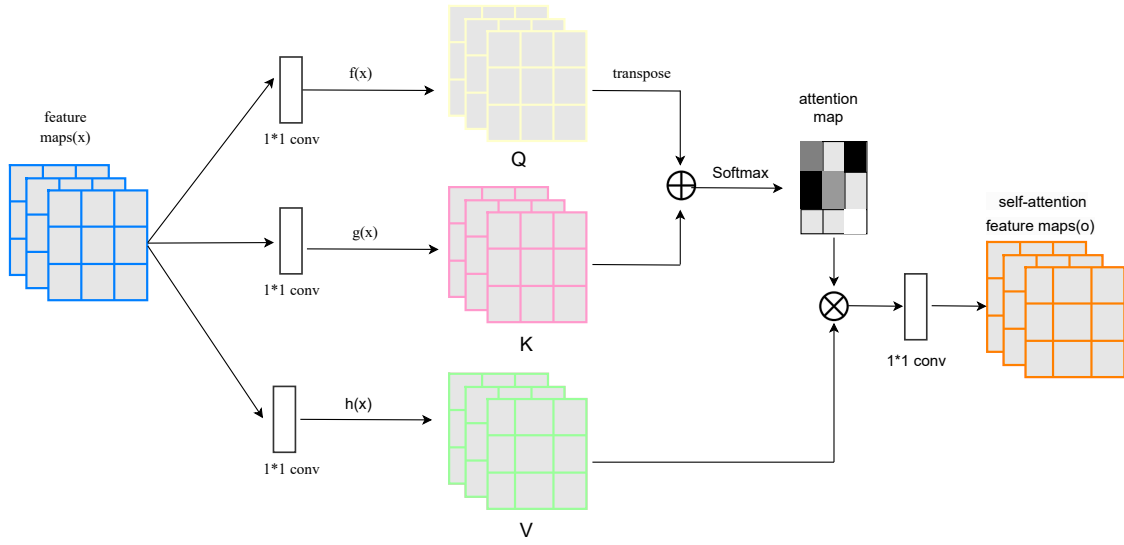 feature
maps(x)
1*1 conv
f(x)
Q
transpose
1*1 conv
g(x)
K
Softmax
attention
map
1*1 conv
h(x)
V
1*1 conv
self-attention
feature maps(o)